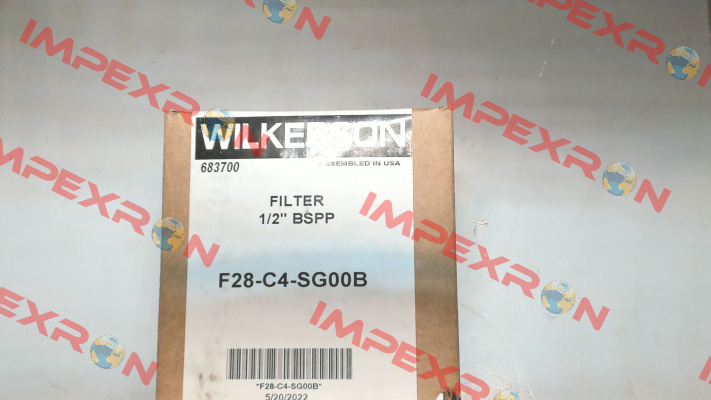 WILKERSON
683700
ASSEMBLED IN USA
FILTER
1/2" BSPP
F28-C4-SG00B
*F28-C4-SG00B*
5/20/2022
IMPEXRON
IMPEXRON
IMPEXRON
IMPEXRON
IMPEXRON
IMPEXRON
IMPEXRON